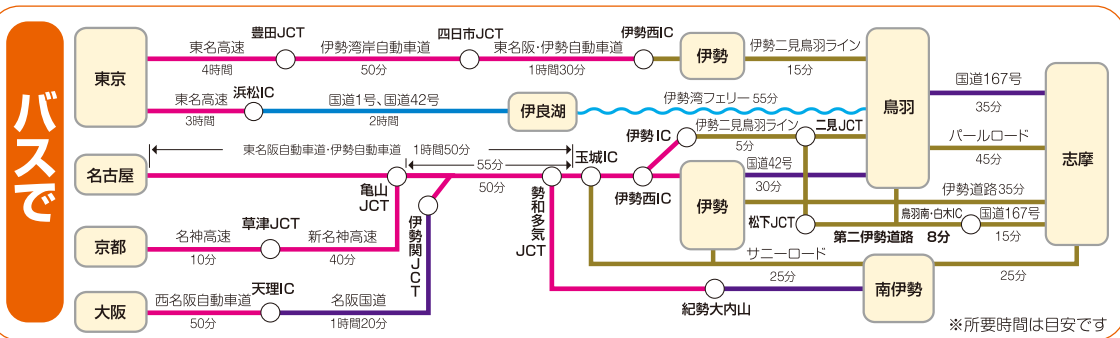 バスで
東京
東名高速
4時間
豊田JCT
伊勢湾岸自動車道
50分
四日市JCT
東名阪・伊勢自動車道
1時間30分
伊勢西IC
伊勢
伊勢二見鳥羽ライン
15分
鳥羽
国道167号
35分
志摩
東名高速
3時間
浜松IC
国道1号、国道42号
2時間
伊良湖
伊勢湾フェリー 55分
パールロード
45分
東名阪自動車道・伊勢自動車道 1時間50分
55分
名古屋
亀山JCT
50分
勢和多気JCT
玉城IC
伊勢西IC
伊勢IC
伊勢二見鳥羽ライン
5分
二見JCT
伊勢
国道42号
30分
伊勢道路35分
松下JCT
第二伊勢道路 8分
鳥羽南・白木IC
国道167号
15分
京都
名神高速
10分
草津JCT
新名神高速
40分
伊勢関JCT
サニーロード
25分
南伊勢
25分
大阪
西名阪自動車道
50分
天理IC
名阪国道
1時間20分
紀勢大内山
※所要時間は目安です